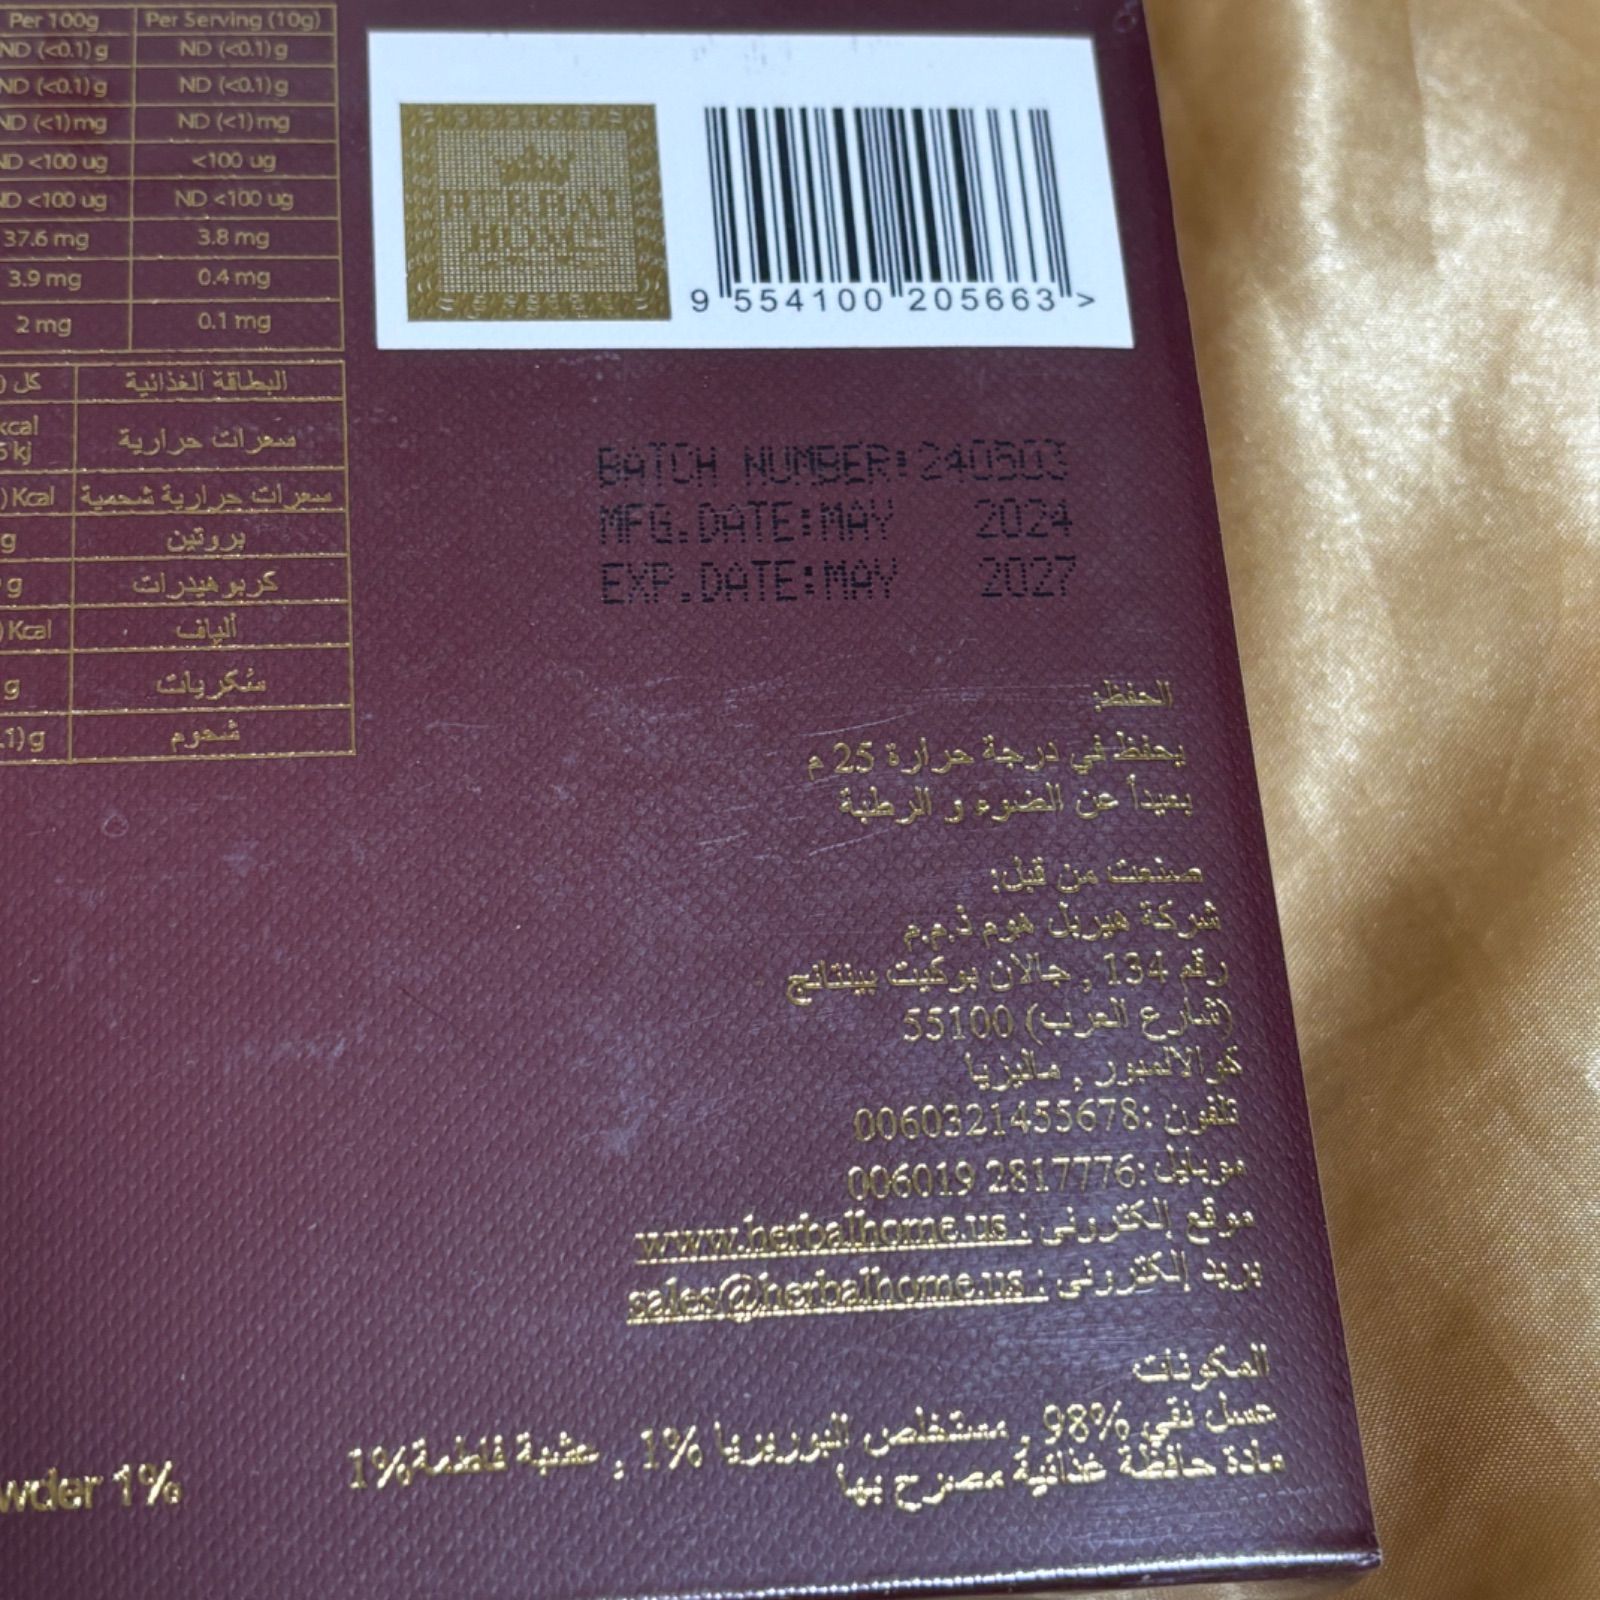 Per 100g Per Serving (10g)
ND (<0.1) g ND (<0.1) g
ND (<0.1) g ND (<0.1) g
ND (<1) mg ND (<1) mg
ND <100 ug <100 ug
ND <100 ug ND <100 ug
37.6 mg 3.8 mg
3.9 mg 0.4 mg
2 mg 0.1 mg
البطاقة الغذائية كل
سعرات حرارية kcal
kj
سعرات حرارية شحمية Kcal
بروتين g
كربوهيدرات g
ألياف Kcal
سكريات g
شحوم g
HERBAL
HOME
9 554100 205663 >
BATCH NUMBER:240503
MFG.DATE:MAY 2024
EXP.DATE:MAY 2027
الحفظ:
يحفظ في درجة حرارة 25 م
بعيداً عن الضوء و الرطبة
صنعت من قبل:
شركة هيربل هوم ذ.م.م
رقم 134 , جالان بوكيت بينتانج
(شارع العرب) 55100
كوالالمبور , ماليزيا
تلفون :0060321455678
موبايل :006019 2817776
موقع إلكتروني : www.herbalhome.us
بريد إلكتروني : sales@herbalhome.us
المكونات
عسل نقي 98% , مستخلص البوروزيا 1% , عشبة فاطمة 1%
مادة حافظة غذائية مصرح بها
wder 1%